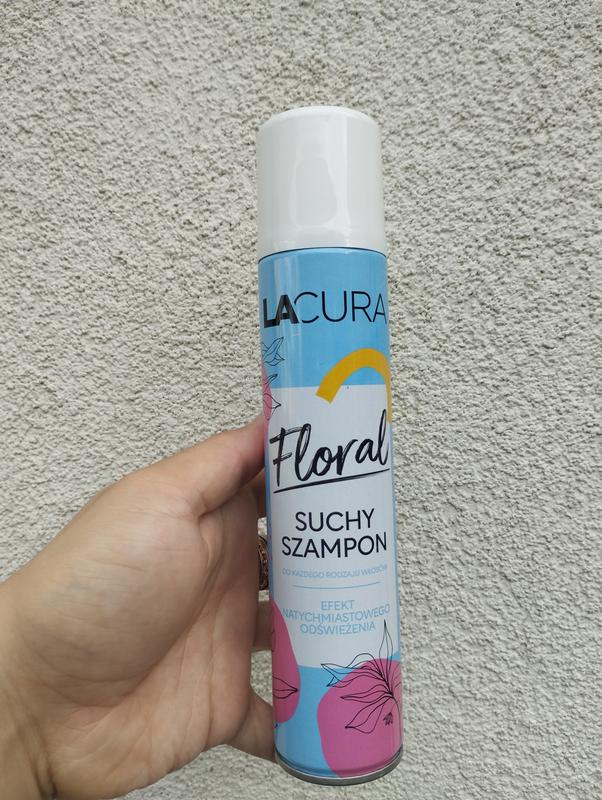 LACURA
Floral
SUCHY
SZAMPON
DO KAŻDEGO RODZAJU WŁOSÓW
EFEKT
NATYCHMIASTOWEGO
ODŚWIEŻENIA